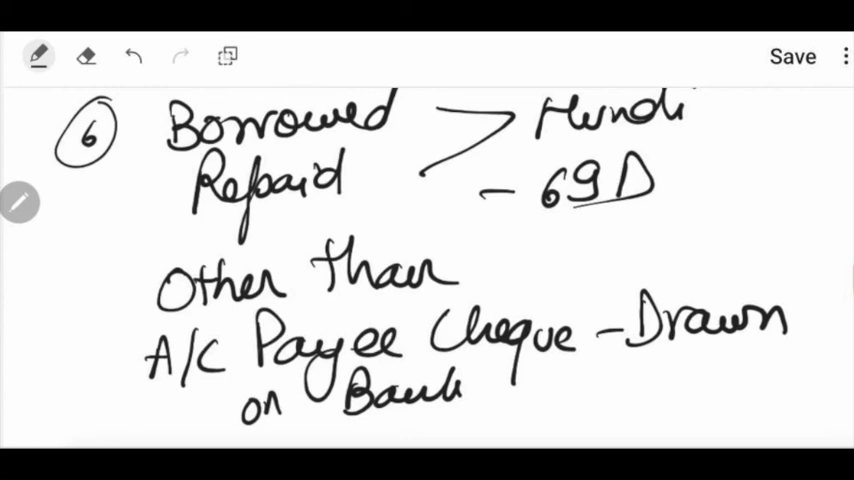 Save
6 Borrowed Hundi
Repaid - 69D
Other than
A/C Payee Cheque - Drawn
on Bank